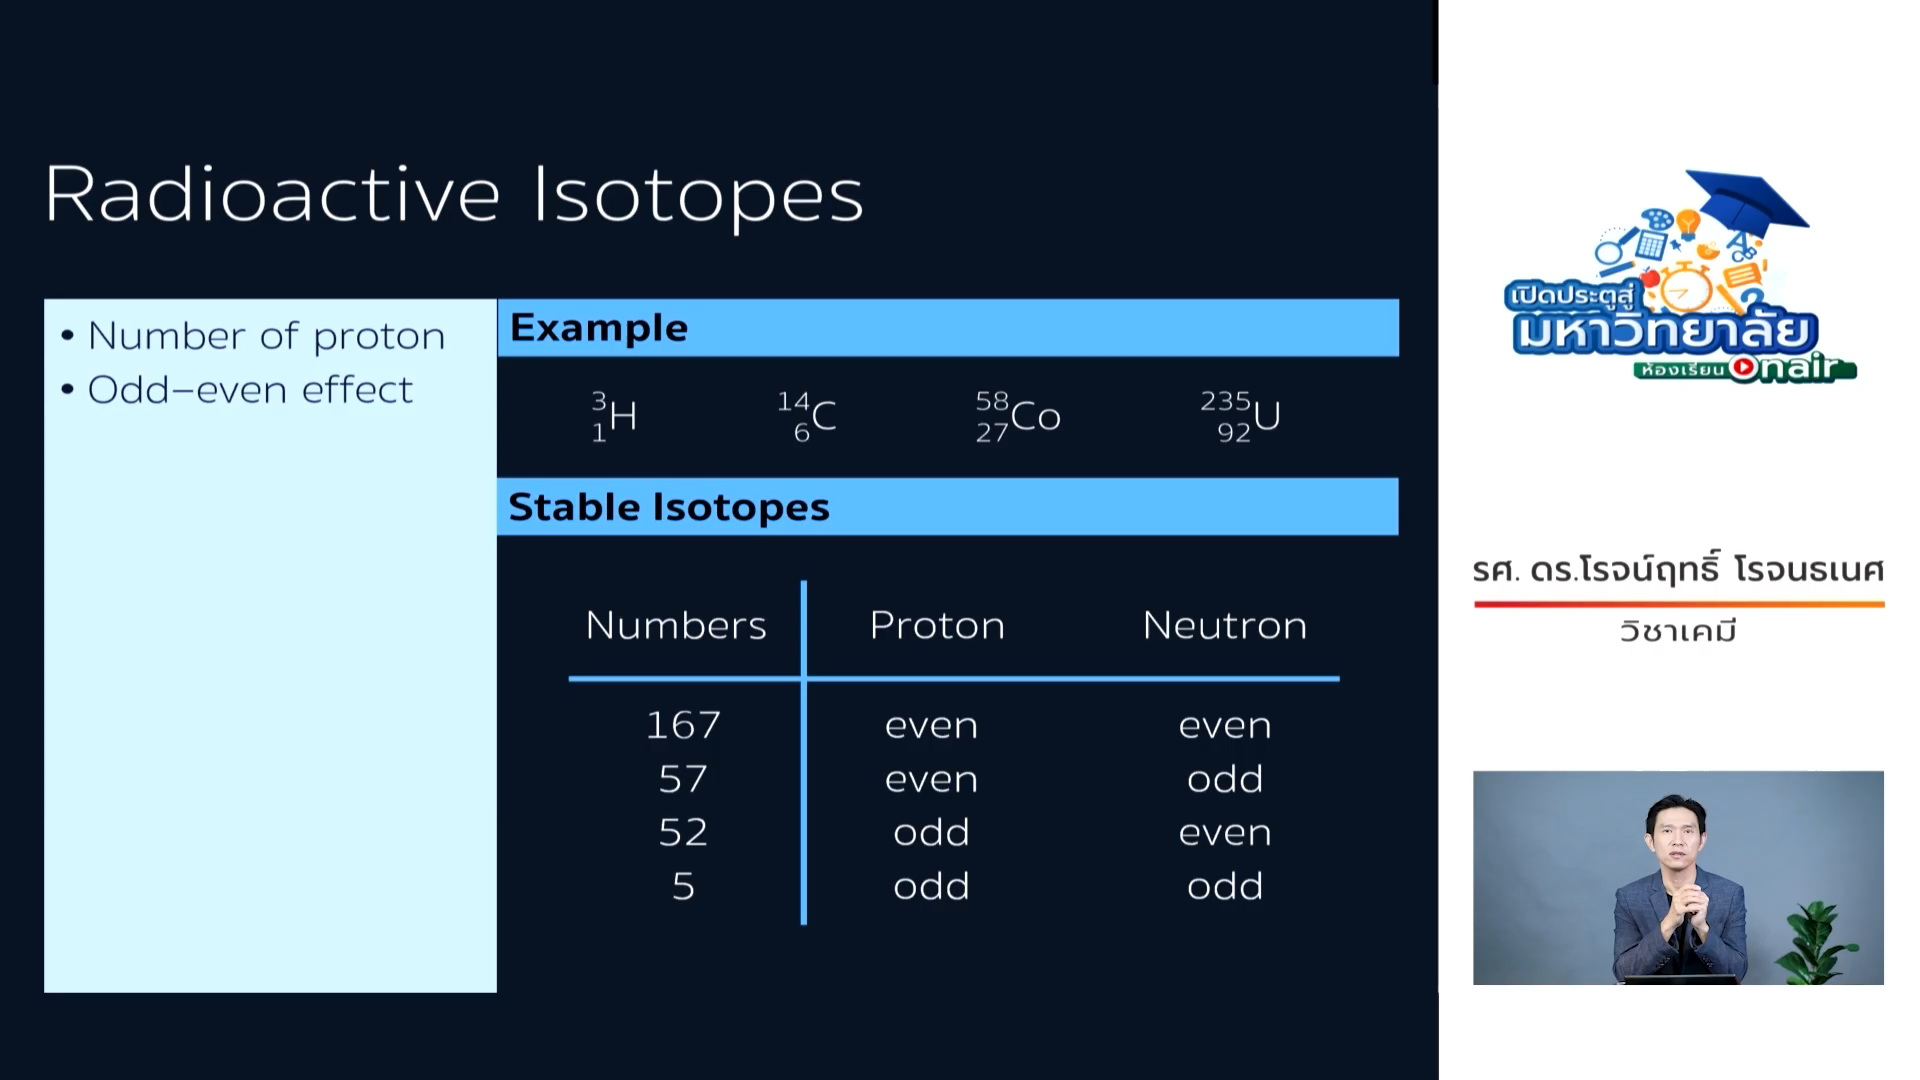 Radioactive Isotopes
• Number of proton
• Odd–even effect
Example
³₁H ¹⁴₆C ⁵⁸₂₇Co ²³⁵₉₂U
Stable Isotopes
Numbers Proton Neutron
167 even even
57 even odd
52 odd even
5 odd odd
เปิดประตูสู่
มหาวิทยาลัย
ห้องเรียน Onair
รศ. ดร.โรจน์ฤทธิ์ โรจนธเนศ
วิชาเคมี